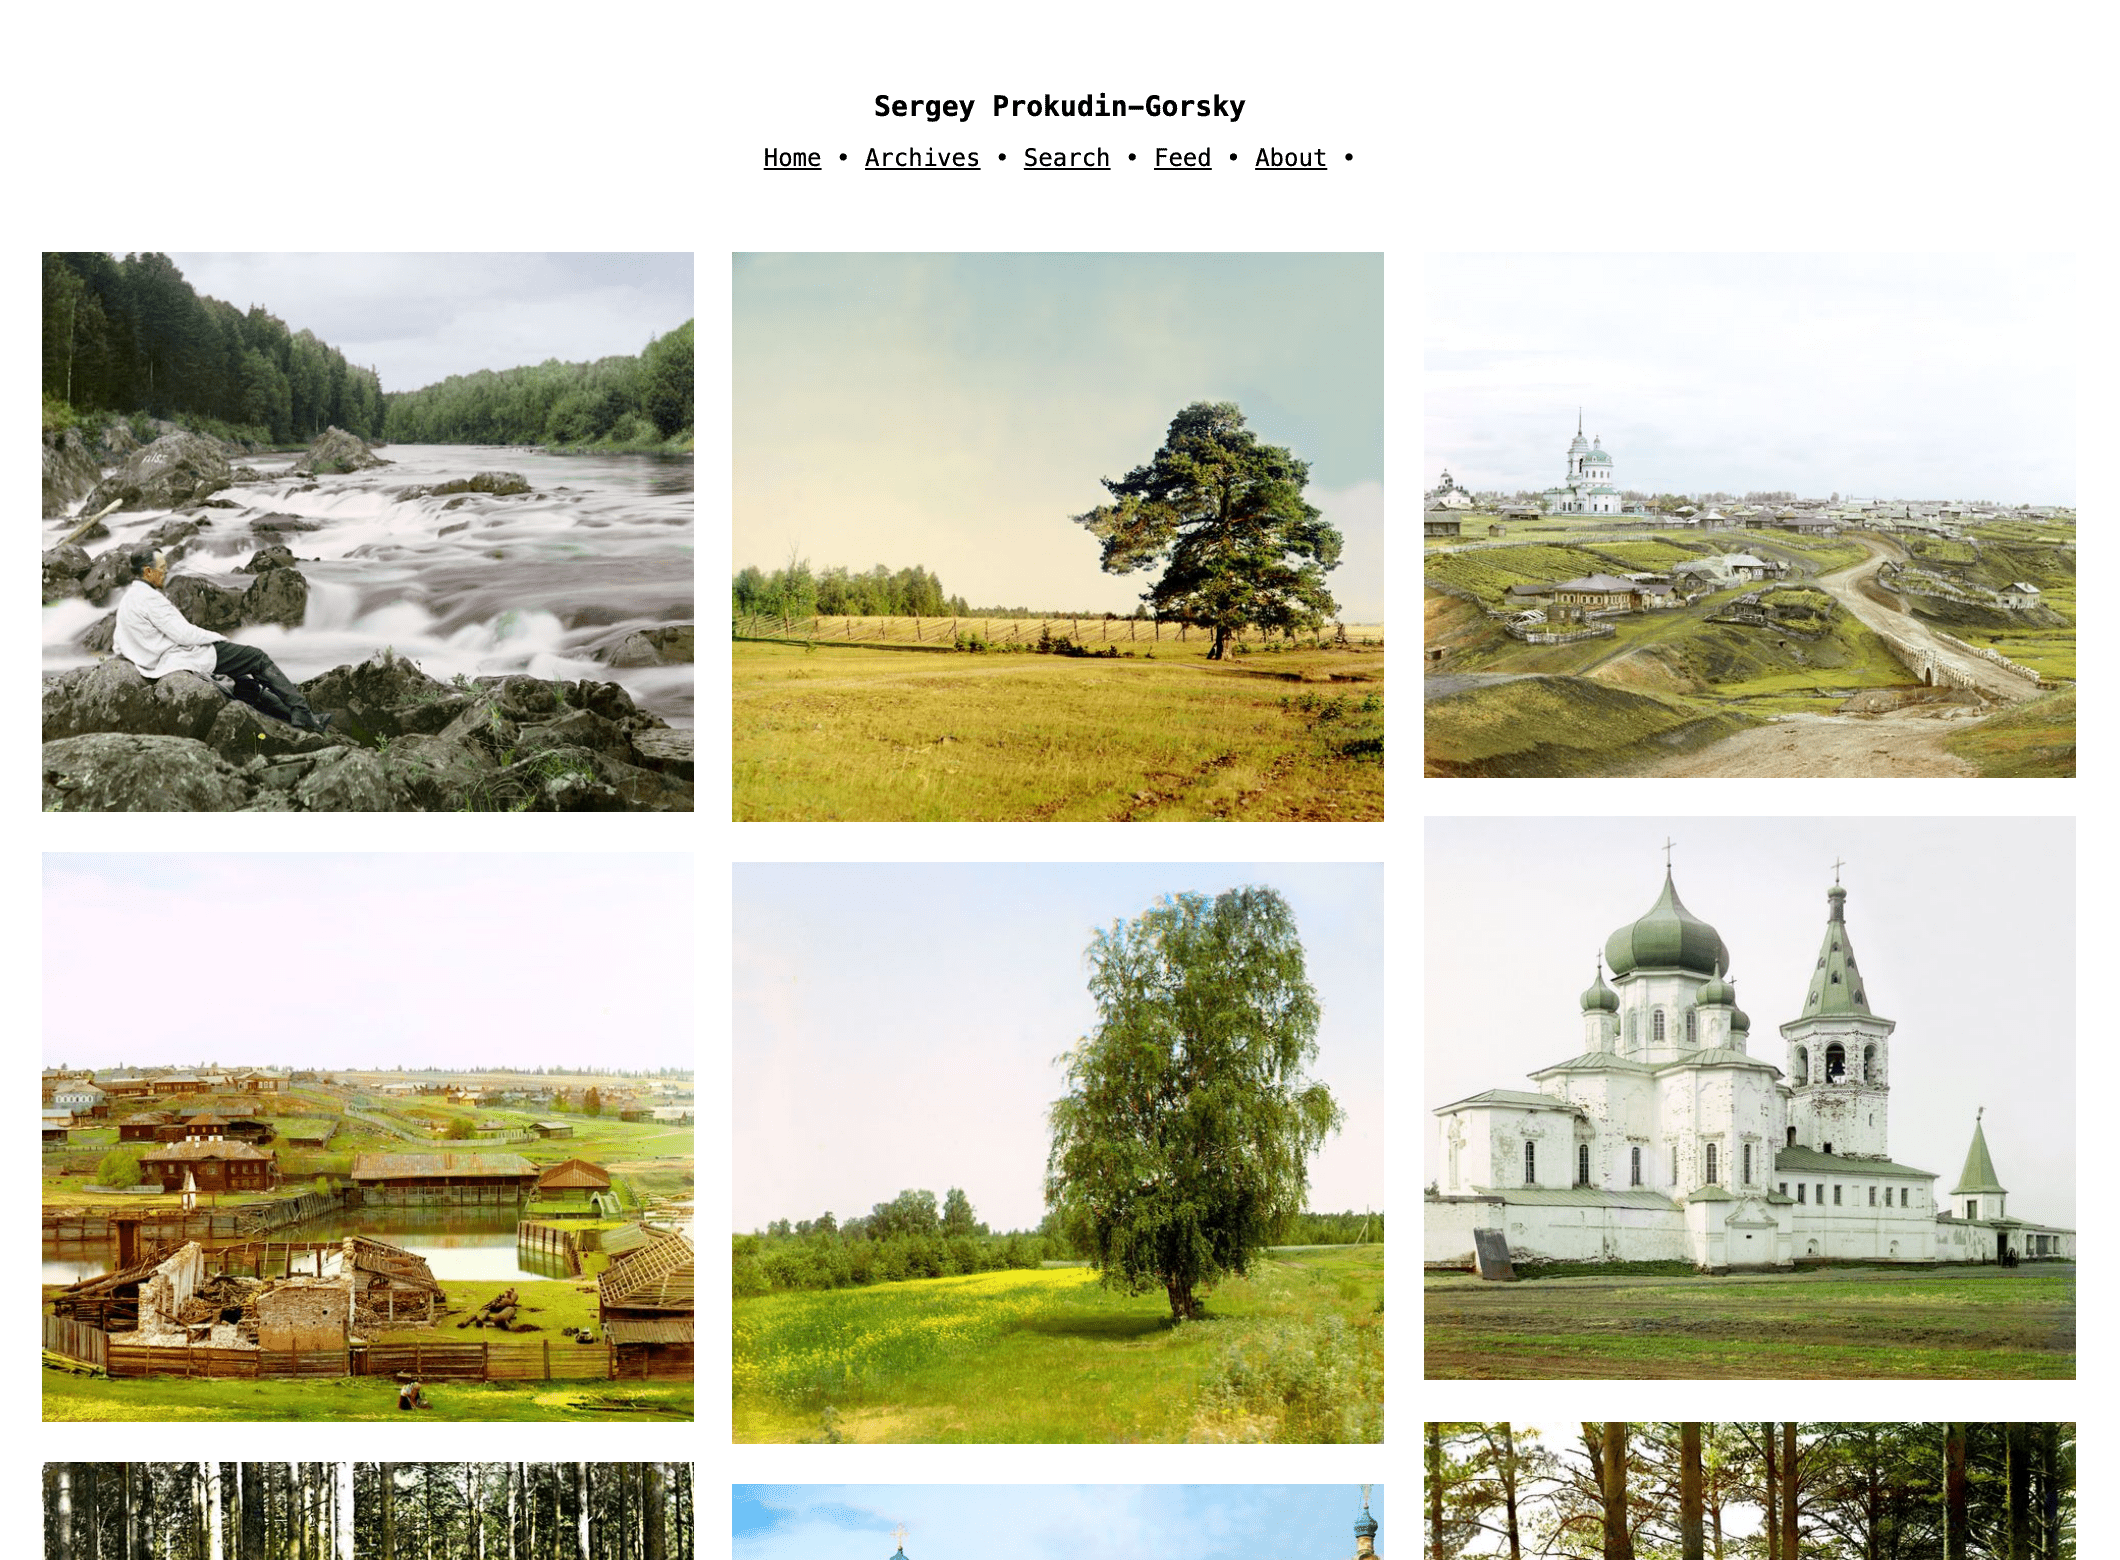 Sergey Prokudin-Gorsky
Home • Archives • Search • Feed • About •